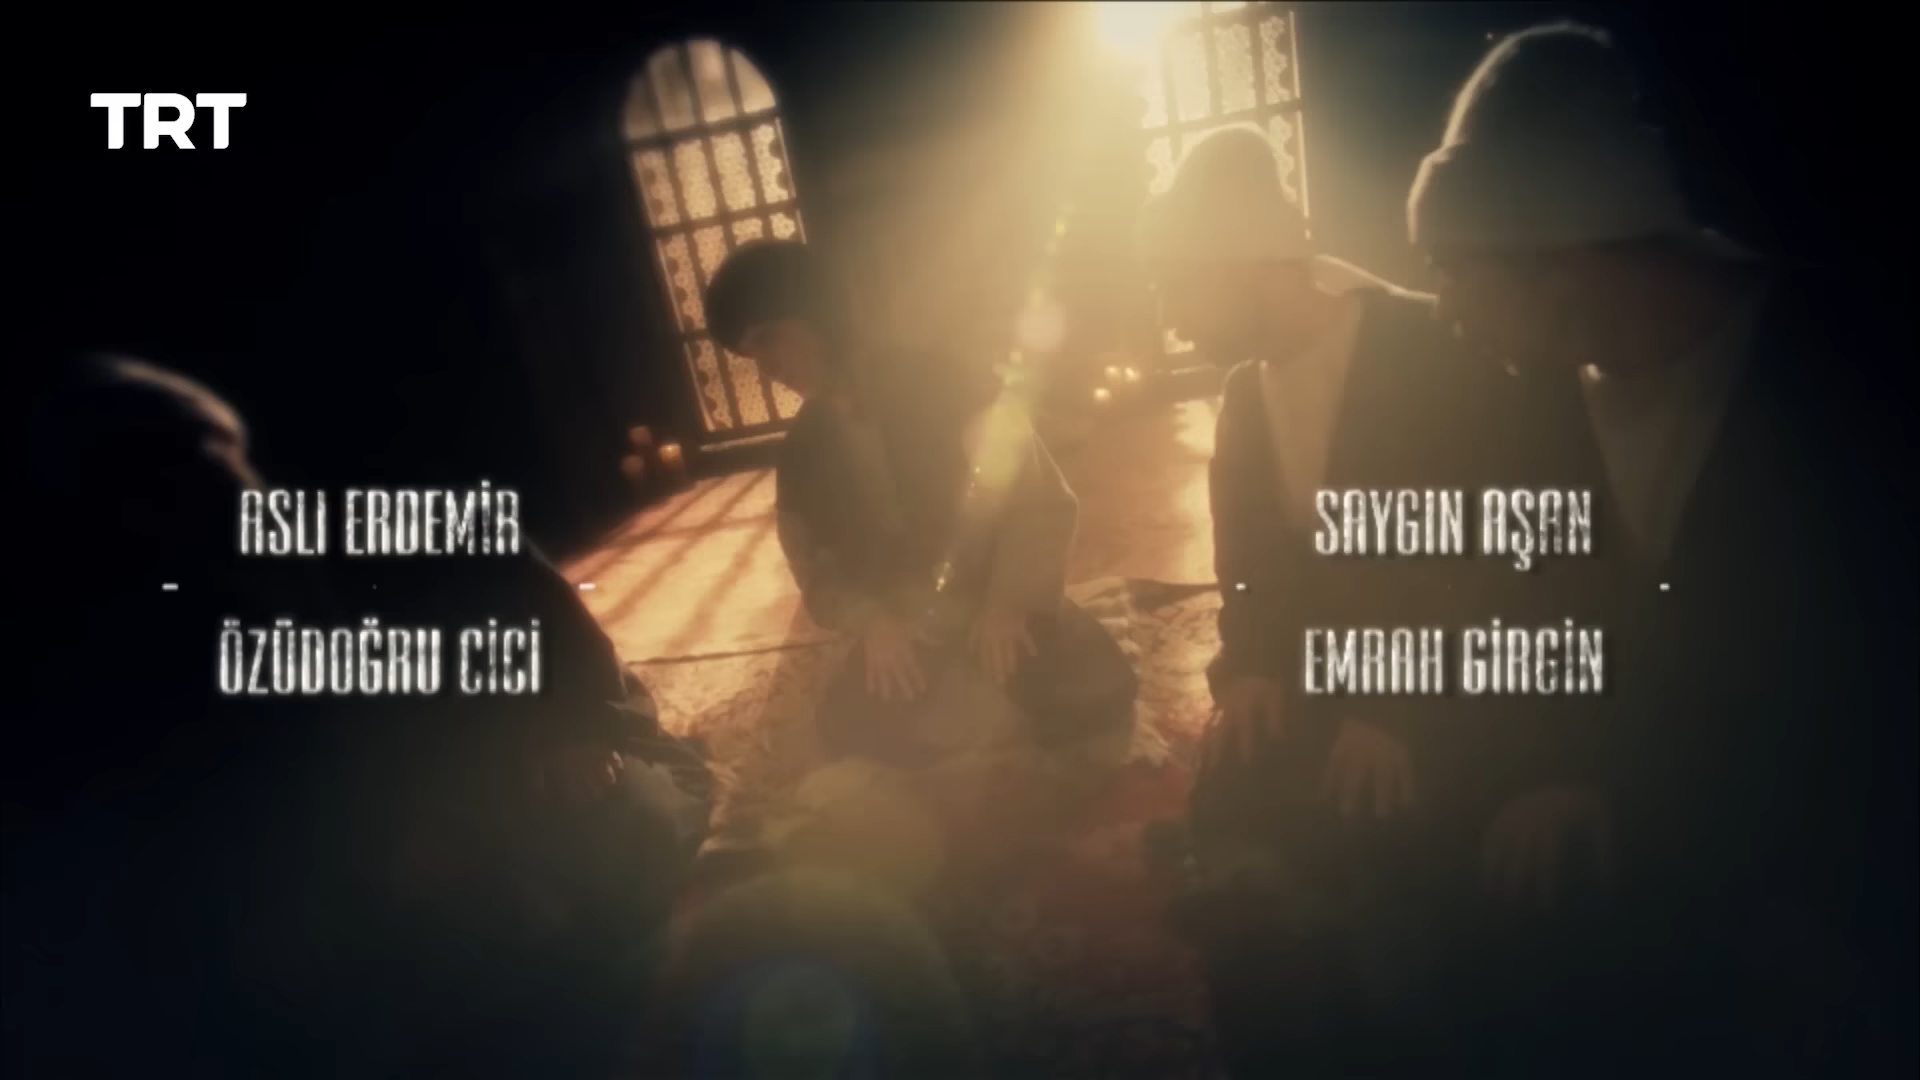 TRT
ASLI ERDEMİR
ÖZÜDOĞRU CİCİ
SAYGIN AŞAN
EMRAH GİRGİN